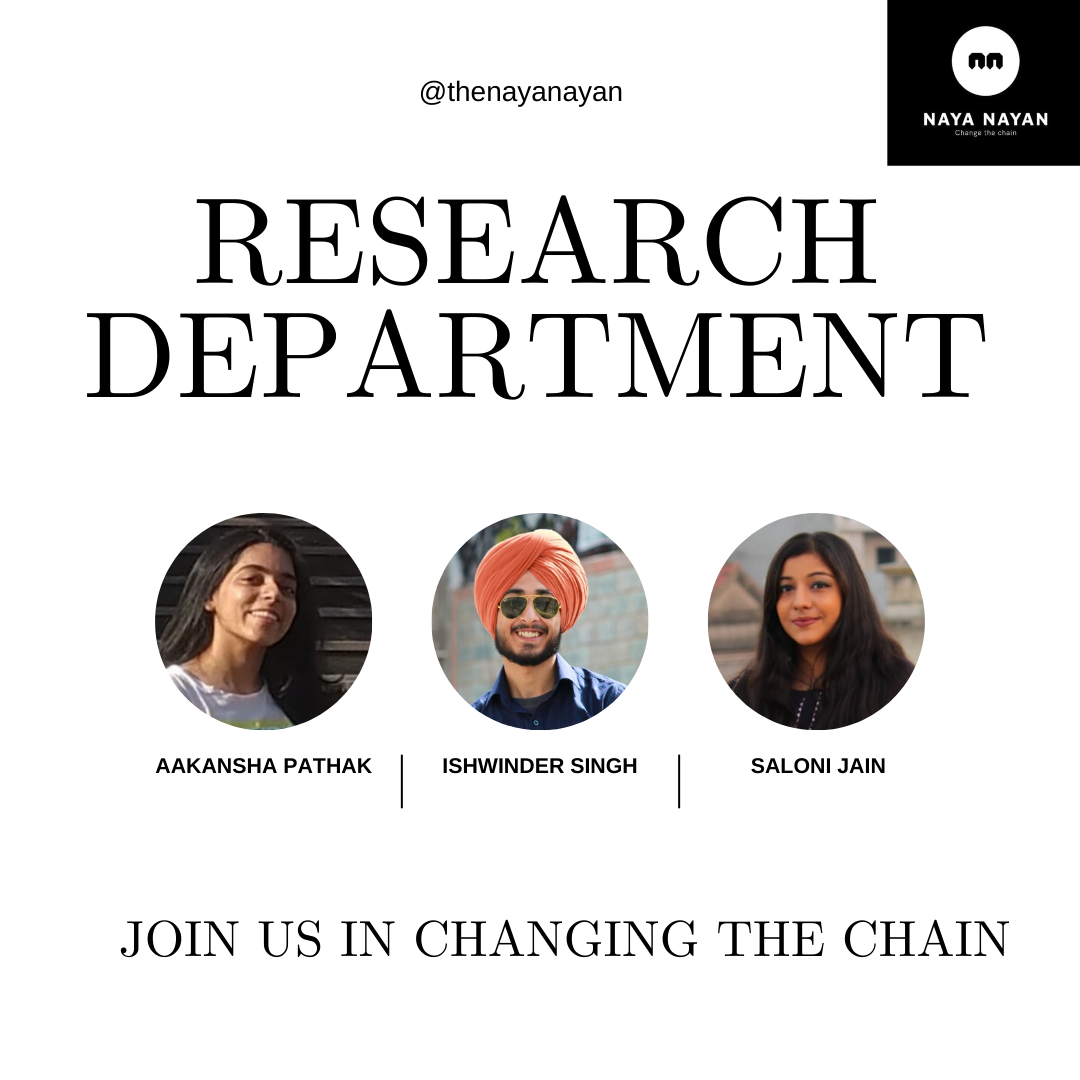 @thenayanayan
nn
NAYA NAYAN
Change the chain
RESEARCH
DEPARTMENT
AAKANSHA PATHAK
ISHWINDER SINGH
SALONI JAIN
JOIN US IN CHANGING THE CHAIN